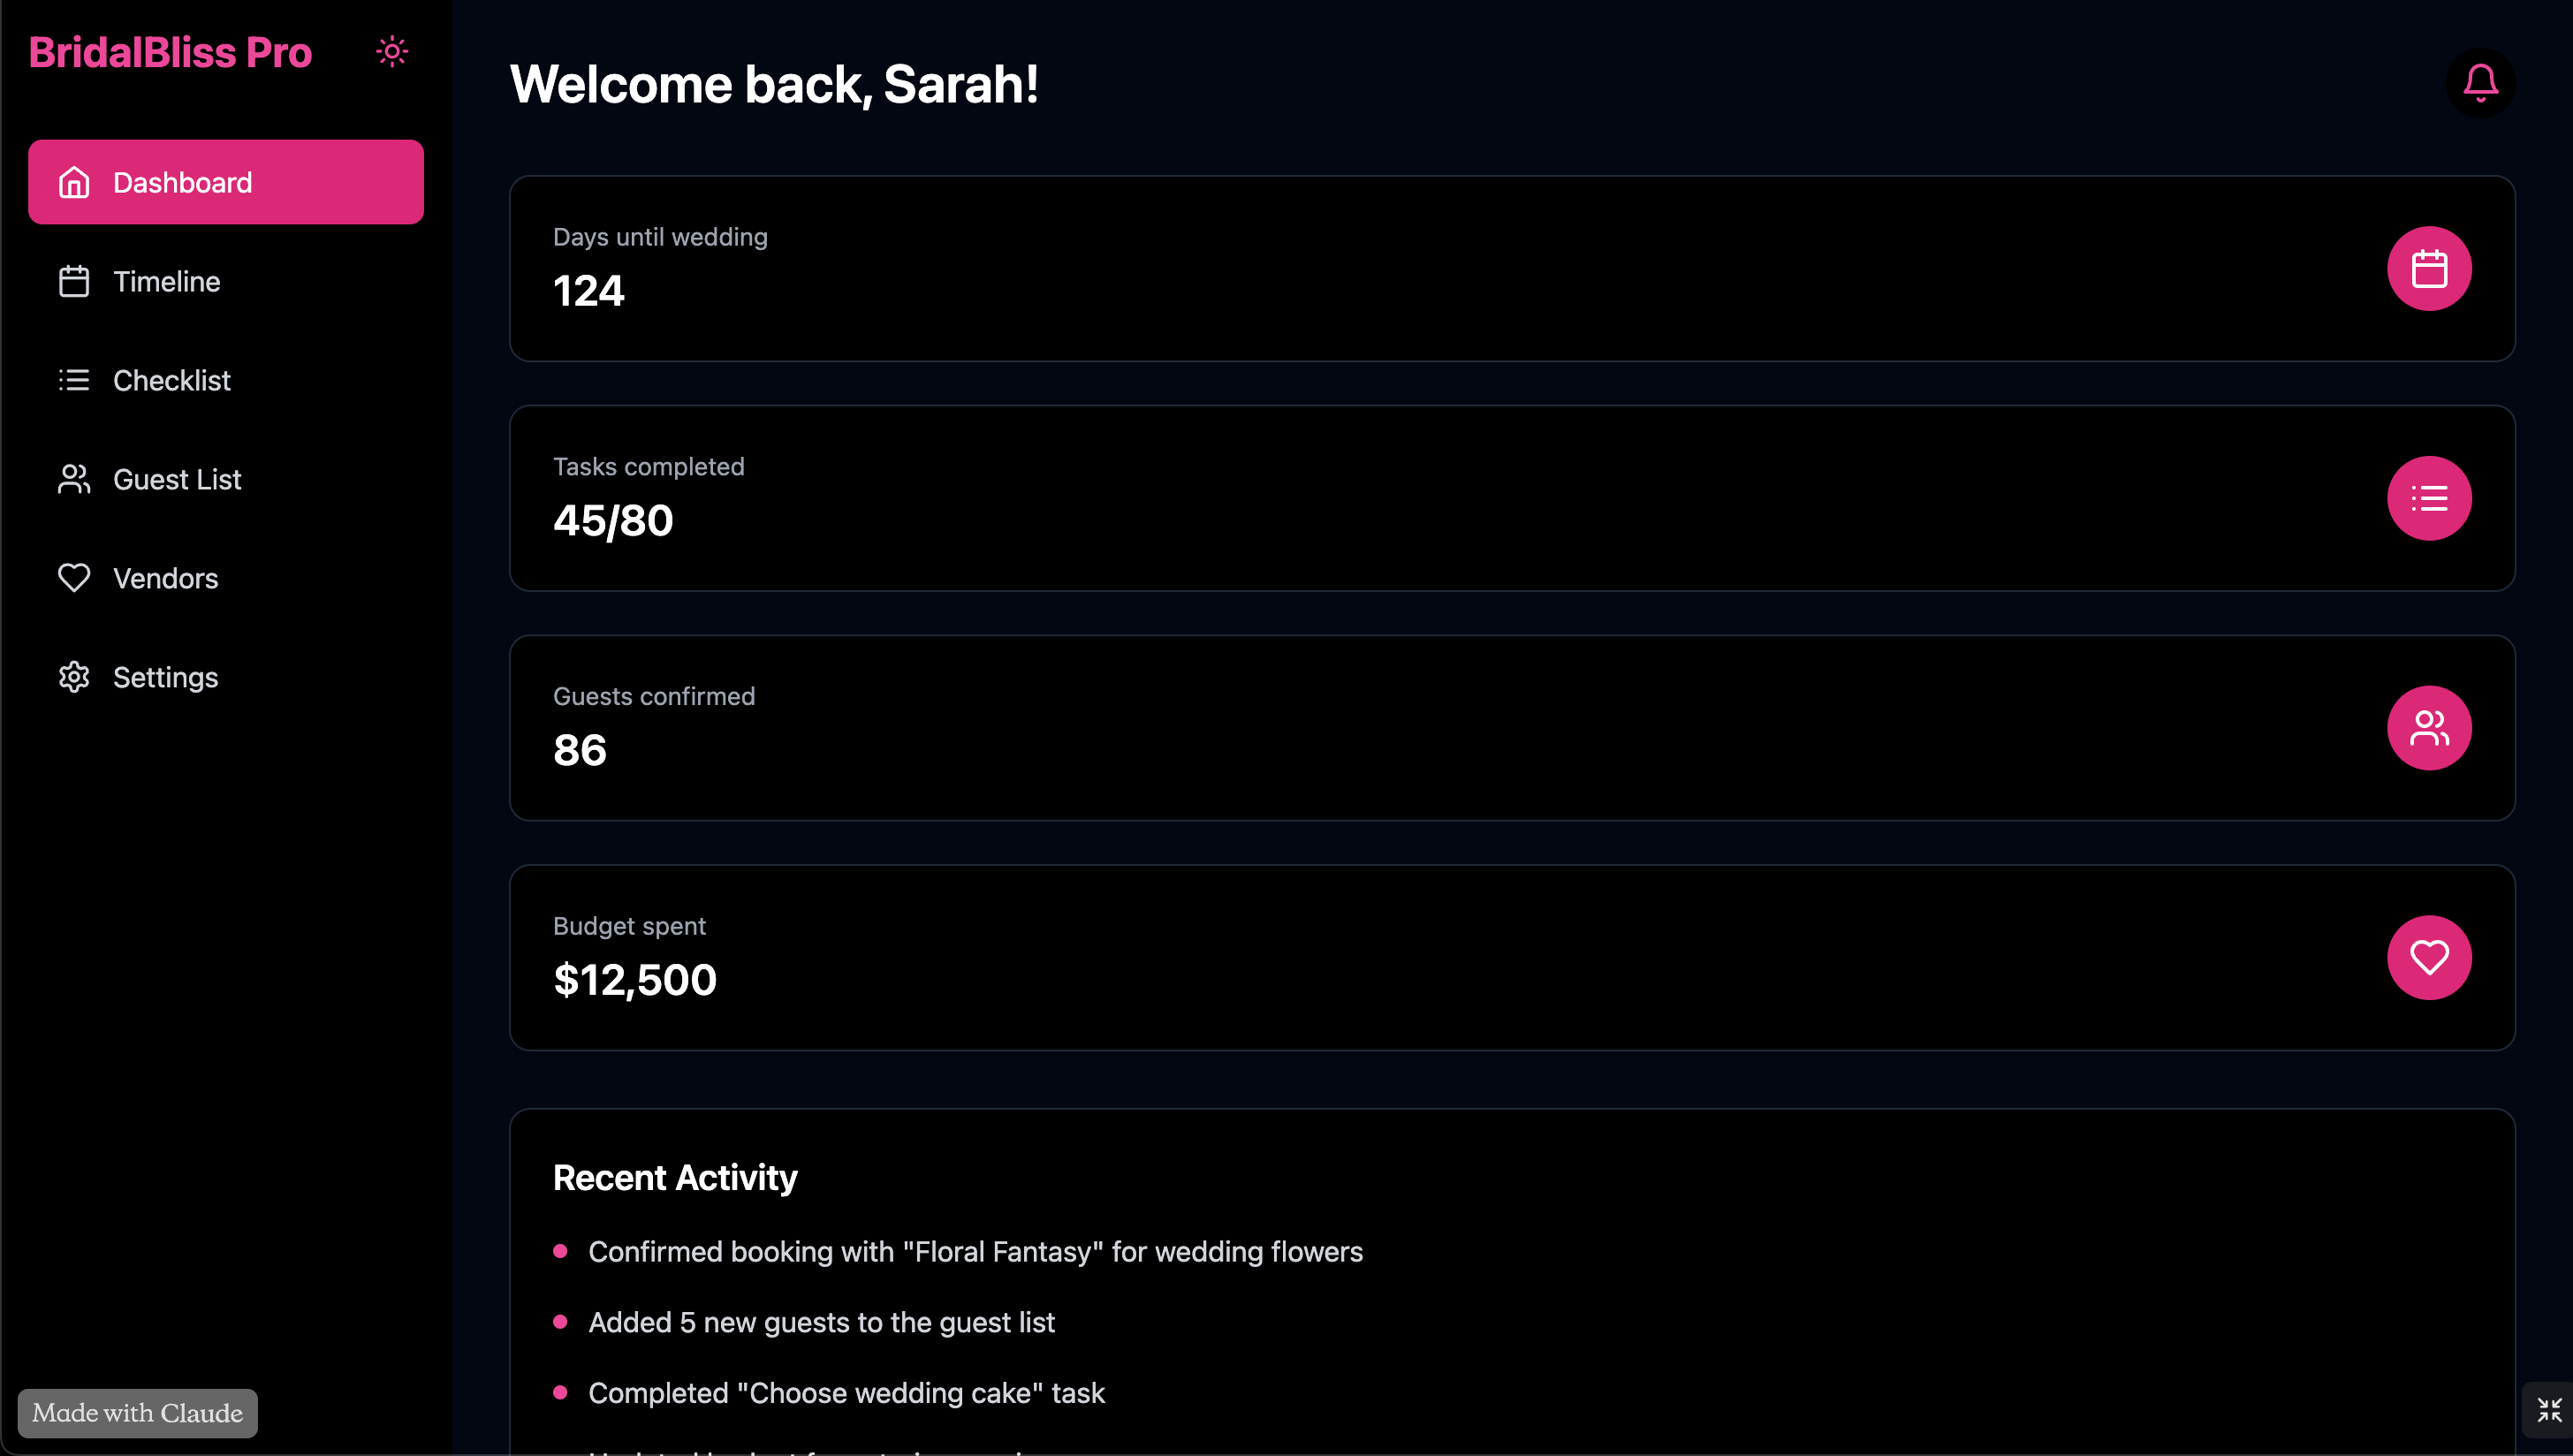 BridalBliss Pro
Dashboard
Timeline
Checklist
Guest List
Vendors
Settings
Made with Claude
Welcome back, Sarah!
Days until wedding
124
Tasks completed
45/80
Guests confirmed
86
Budget spent
$12,500
Recent Activity
Confirmed booking with "Floral Fantasy" for wedding flowers
Added 5 new guests to the guest list
Completed "Choose wedding cake" task